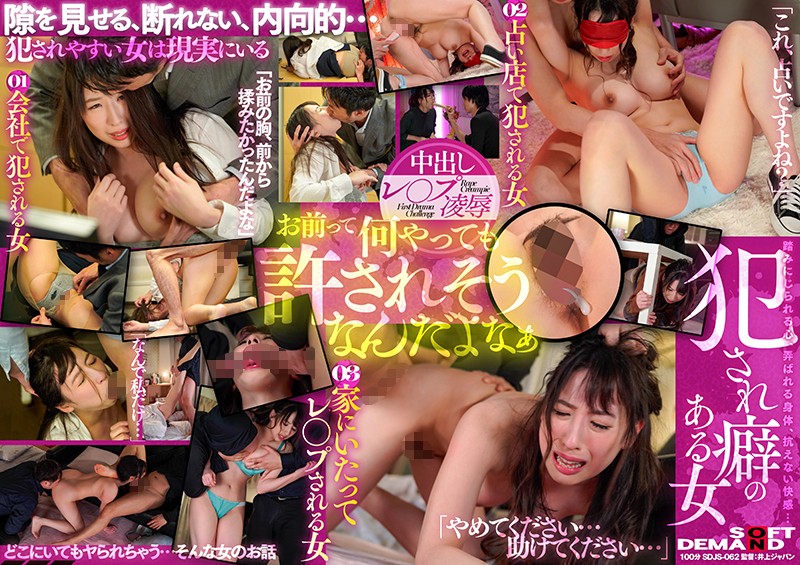 隙を見せる、断れない、内向的…
犯されやすい女は現実にいる
01会社で犯される女
「お前の胸、前から
揉みたかったんだよな」
02占い店で犯される女
「これ、占いですよね?…」
中出し
レ〇プ
Rape
Creampie
First Drama
Challenge
凌辱
お前って何やっても
許されそう
なんだよなぁ
なんで私だけ…
03家にいたって
レ〇プされる女
踏みにじられる心、弄ばれる身体、抗えない快感…
犯され癖の
ある女
「やめてください…
助けてください…」
どこにいてもヤられちゃう…そんな女のお話
SOFT
ON
DEMAND
100分 SDJS-062 監督:井上ジャパン